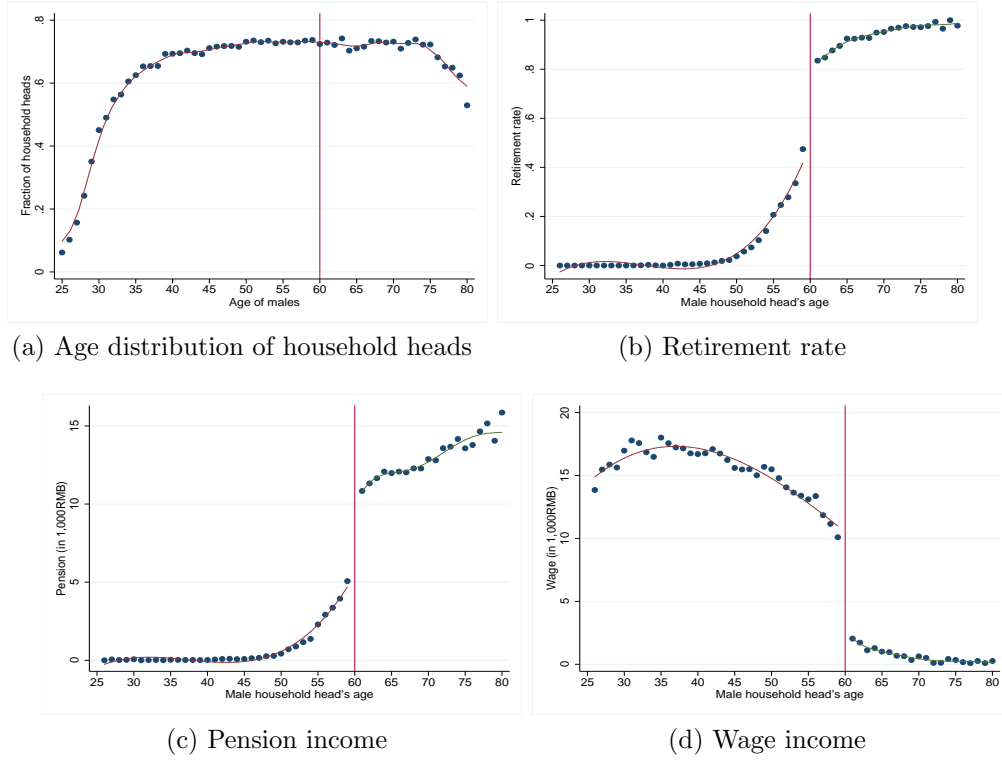 .8
.6
.4
.2
0
Fraction of household heads
25 30 35 40 45 50 55 60 65 70 75 80
Age of males
(a) Age distribution of household heads
1
.8
.6
.4
.2
0
Retirement rate)
25 30 35 40 45 50 55 60 65 70 75 80
Male household head's age
(b) Retirement rate
15
10
5
0
Pension (in 1,000RMB)
25 30 35 40 45 50 55 60 65 70 75 80
Male household head's age
(c) Pension income
20
15
10
5
0
Wage (in 1,000RMB)
25 30 35 40 45 50 55 60 65 70 75 80
Male household head's age
(d) Wage income